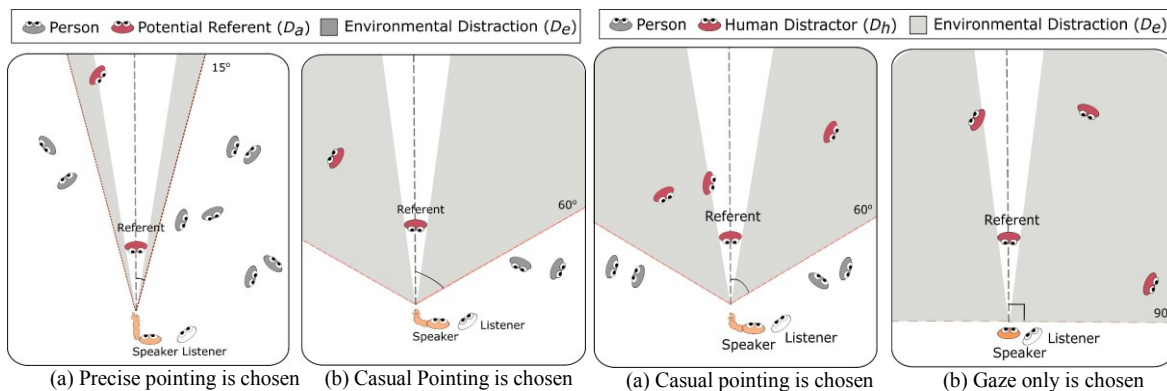 Person Potential Referent (Dₐ) Environmental Distraction (Dₑ)
15°
Referent
Speaker Listener
(a) Precise pointing is chosen
Referent
60°
Listener
Speaker
(b) Casual Pointing is chosen
Person Human Distractor (Dₕ) Environmental Distraction (Dₑ)
Referent
60°
Listener
Speaker
(a) Casual pointing is chosen
Referent
90
Listener
Speaker
(b) Gaze only is chosen